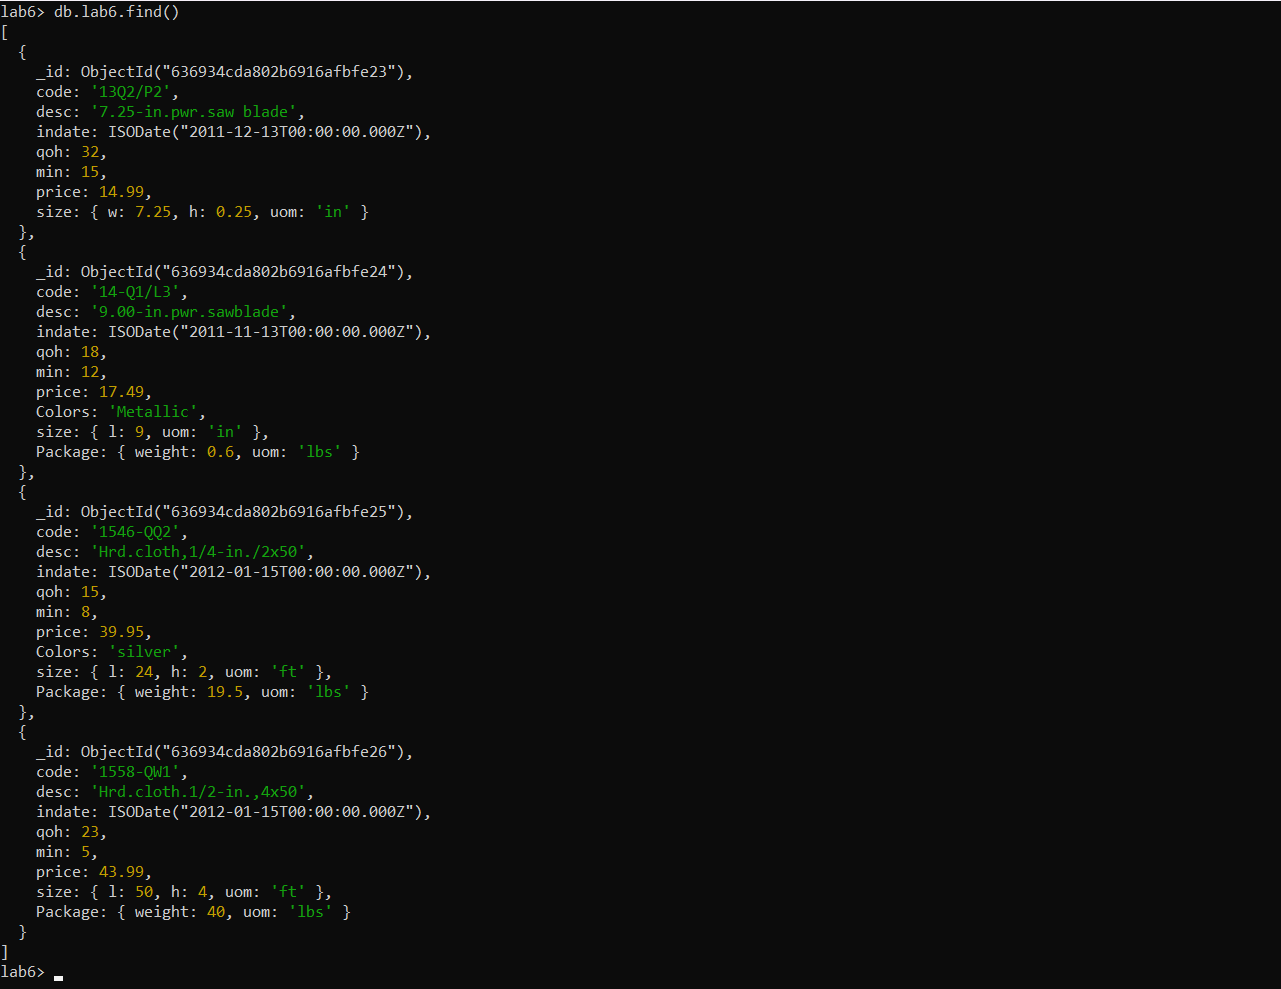 lab6> db.lab6.find()
[
  {
    _id: ObjectId("636934cda802b6916afbfe23"),
    code: '13Q2/P2',
    desc: '7.25-in.pwr.saw blade',
    indate: ISODate("2011-12-13T00:00:00.000Z"),
    qoh: 32,
    min: 15,
    price: 14.99,
    size: { w: 7.25, h: 0.25, uom: 'in' }
  },
  {
    _id: ObjectId("636934cda802b6916afbfe24"),
    code: '14-Q1/L3',
    desc: '9.00-in.pwr.sawblade',
    indate: ISODate("2011-11-13T00:00:00.000Z"),
    qoh: 18,
    min: 12,
    price: 17.49,
    Colors: 'Metallic',
    size: { l: 9, uom: 'in' },
    Package: { weight: 0.6, uom: 'lbs' }
  },
  {
    _id: ObjectId("636934cda802b6916afbfe25"),
    code: '1546-QQ2',
    desc: 'Hrd.cloth,1/4-in./2x50',
    indate: ISODate("2012-01-15T00:00:00.000Z"),
    qoh: 15,
    min: 8,
    price: 39.95,
    Colors: 'silver',
    size: { l: 24, h: 2, uom: 'ft' },
    Package: { weight: 19.5, uom: 'lbs' }
  },
  {
    _id: ObjectId("636934cda802b6916afbfe26"),
    code: '1558-QW1',
    desc: 'Hrd.cloth.1/2-in.,4x50',
    indate: ISODate("2012-01-15T00:00:00.000Z"),
    qoh: 23,
    min: 5,
    price: 43.99,
    size: { l: 50, h: 4, uom: 'ft' },
    Package: { weight: 40, uom: 'lbs' }
  }
]
lab6>